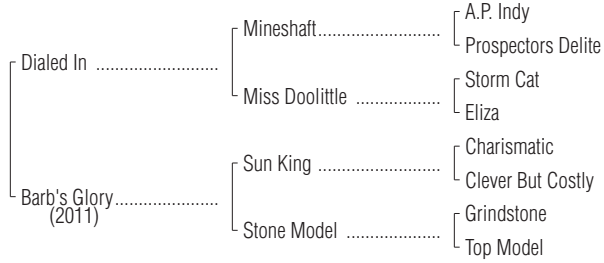 A.P. Indy
Mineshaft
Prospectors Delite
Dialed In
Storm Cat
Miss Doolittle
Eliza
Charismatic
Sun King
Clever But Costly
Barb's Glory
(2011)
Grindstone
Stone Model
Top Model